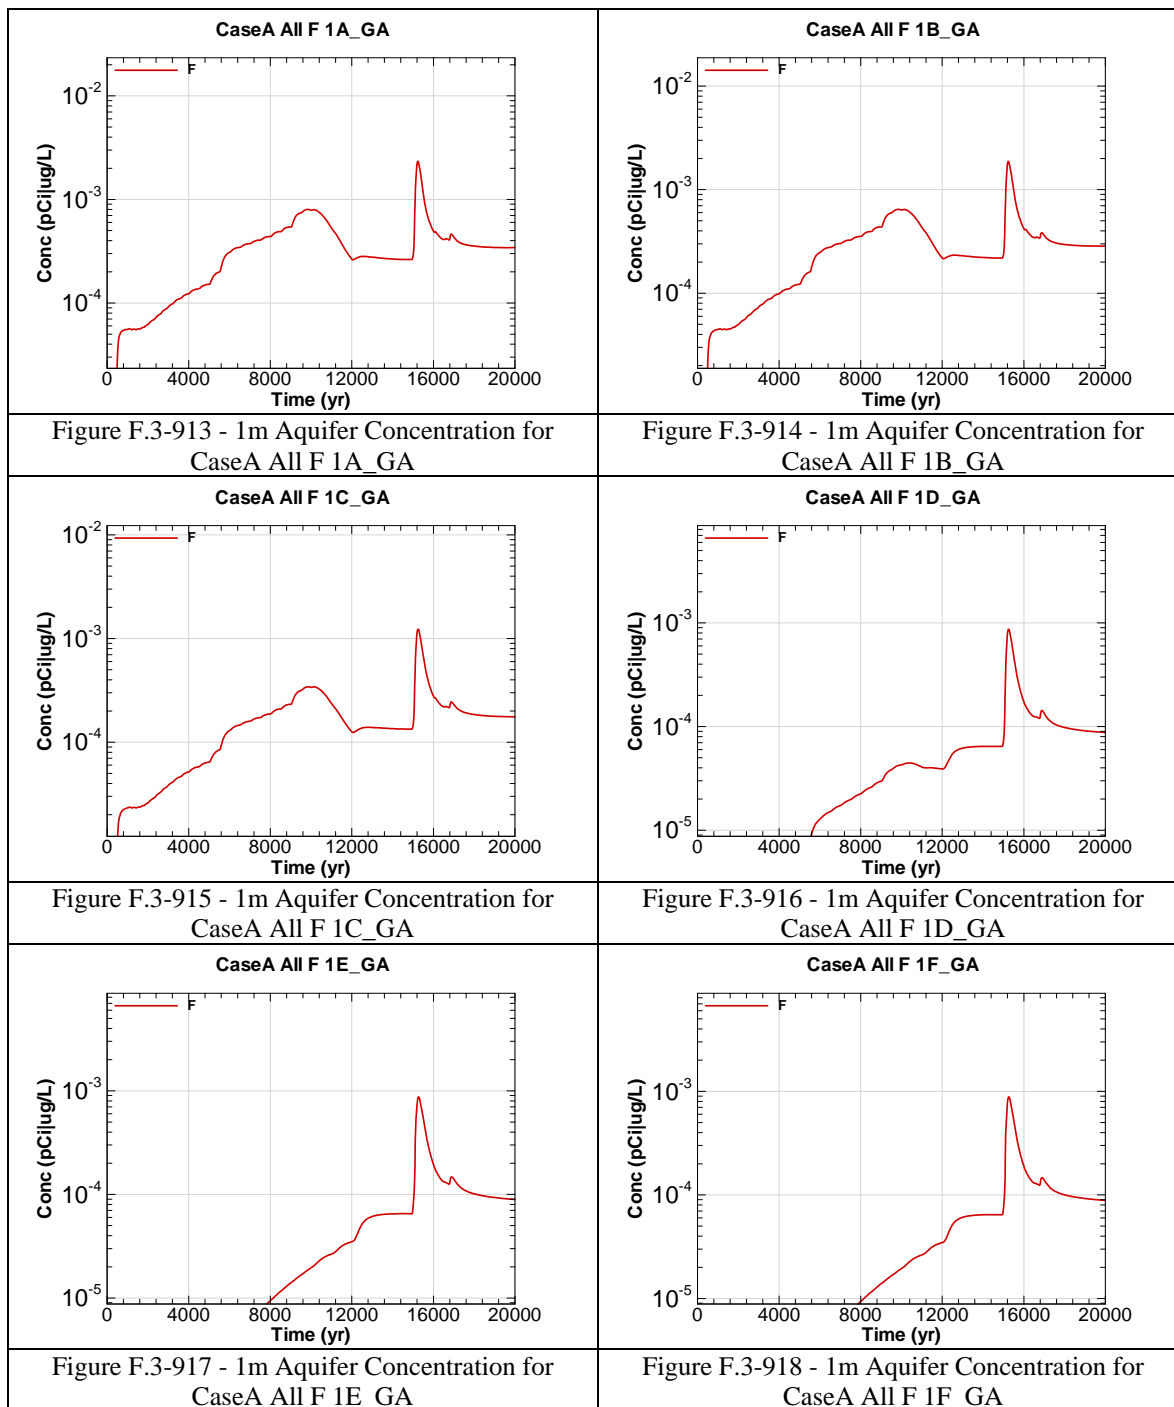 CaseA All F 1A_GA
F
Conc (pCi|ug/L)
10-2
10-3
10-4
0 4000 8000 12000 16000 20000
Time (yr)
Figure F.3-913 - 1m Aquifer Concentration for
CaseA All F 1A_GA
CaseA All F 1B_GA
F
Conc (pCi|ug/L)
10-2
10-3
10-4
0 4000 8000 12000 16000 20000
Time (yr)
Figure F.3-914 - 1m Aquifer Concentration for
CaseA All F 1B_GA
CaseA All F 1C_GA
F
Conc (pCi|ug/L)
10-2
10-3
10-4
0 4000 8000 12000 16000 20000
Time (yr)
Figure F.3-915 - 1m Aquifer Concentration for
CaseA All F 1C_GA
CaseA All F 1D_GA
F
Conc (pCi|ug/L)
10-3
10-4
10-5
0 4000 8000 12000 16000 20000
Time (yr)
Figure F.3-916 - 1m Aquifer Concentration for
CaseA All F 1D_GA
CaseA All F 1E_GA
F
Conc (pCi|ug/L)
10-3
10-4
10-5
0 4000 8000 12000 16000 20000
Time (yr)
Figure F.3-917 - 1m Aquifer Concentration for
CaseA All F 1E_GA
CaseA All F 1F_GA
F
Conc (pCi|ug/L)
10-3
10-4
10-5
0 4000 8000 12000 16000 20000
Time (yr)
Figure F.3-918 - 1m Aquifer Concentration for
CaseA All F 1F_GA